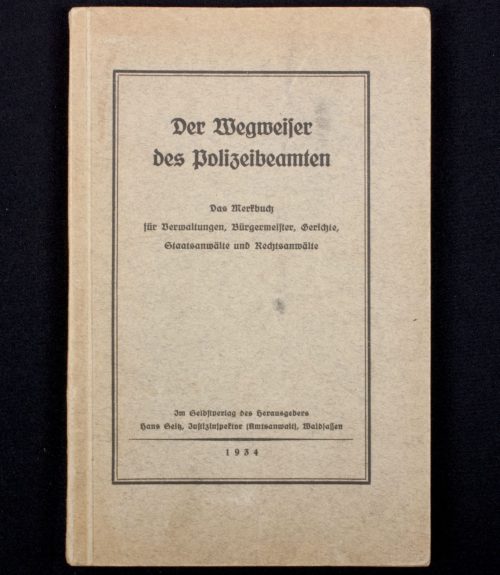 Der Wegweiser
des Polizeibeamten
Das Merkbuch
für Verwaltungen, Bürgermeister, Gerichte,
Staatsanwälte und Rechtsanwälte
Im Selbstverlag des Herausgebers
Hans Seitz, Justizinspektor (Amtsanwalt), Waldsassen
1934